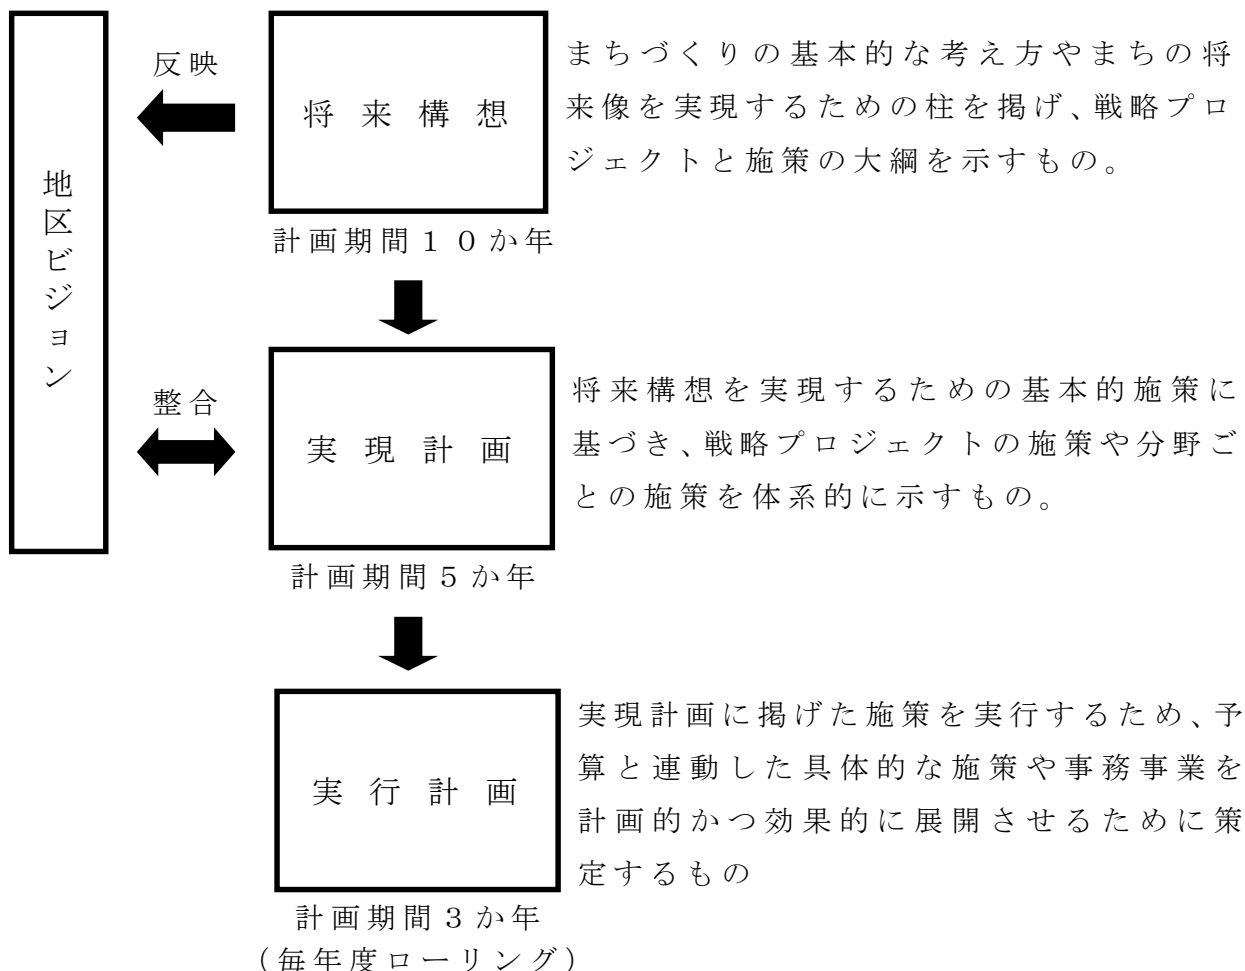 地区ビジョン
反映
将来構想
まちづくりの基本的な考え方やまちの将
来像を実現するための柱を掲げ、戦略プロ
ジェクトと施策の大綱を示すもの。
計画期間１０か年
整合
実現計画
将来構想を実現するための基本的施策に
基づき、戦略プロジェクトの施策や分野ご
との施策を体系的に示すもの。
計画期間５か年
実行計画
実現計画に掲げた施策を実行するため、予
算と連動した具体的な施策や事務事業を
計画的かつ効果的に展開させるために策
定するもの
計画期間３か年
（毎年度ローリング）